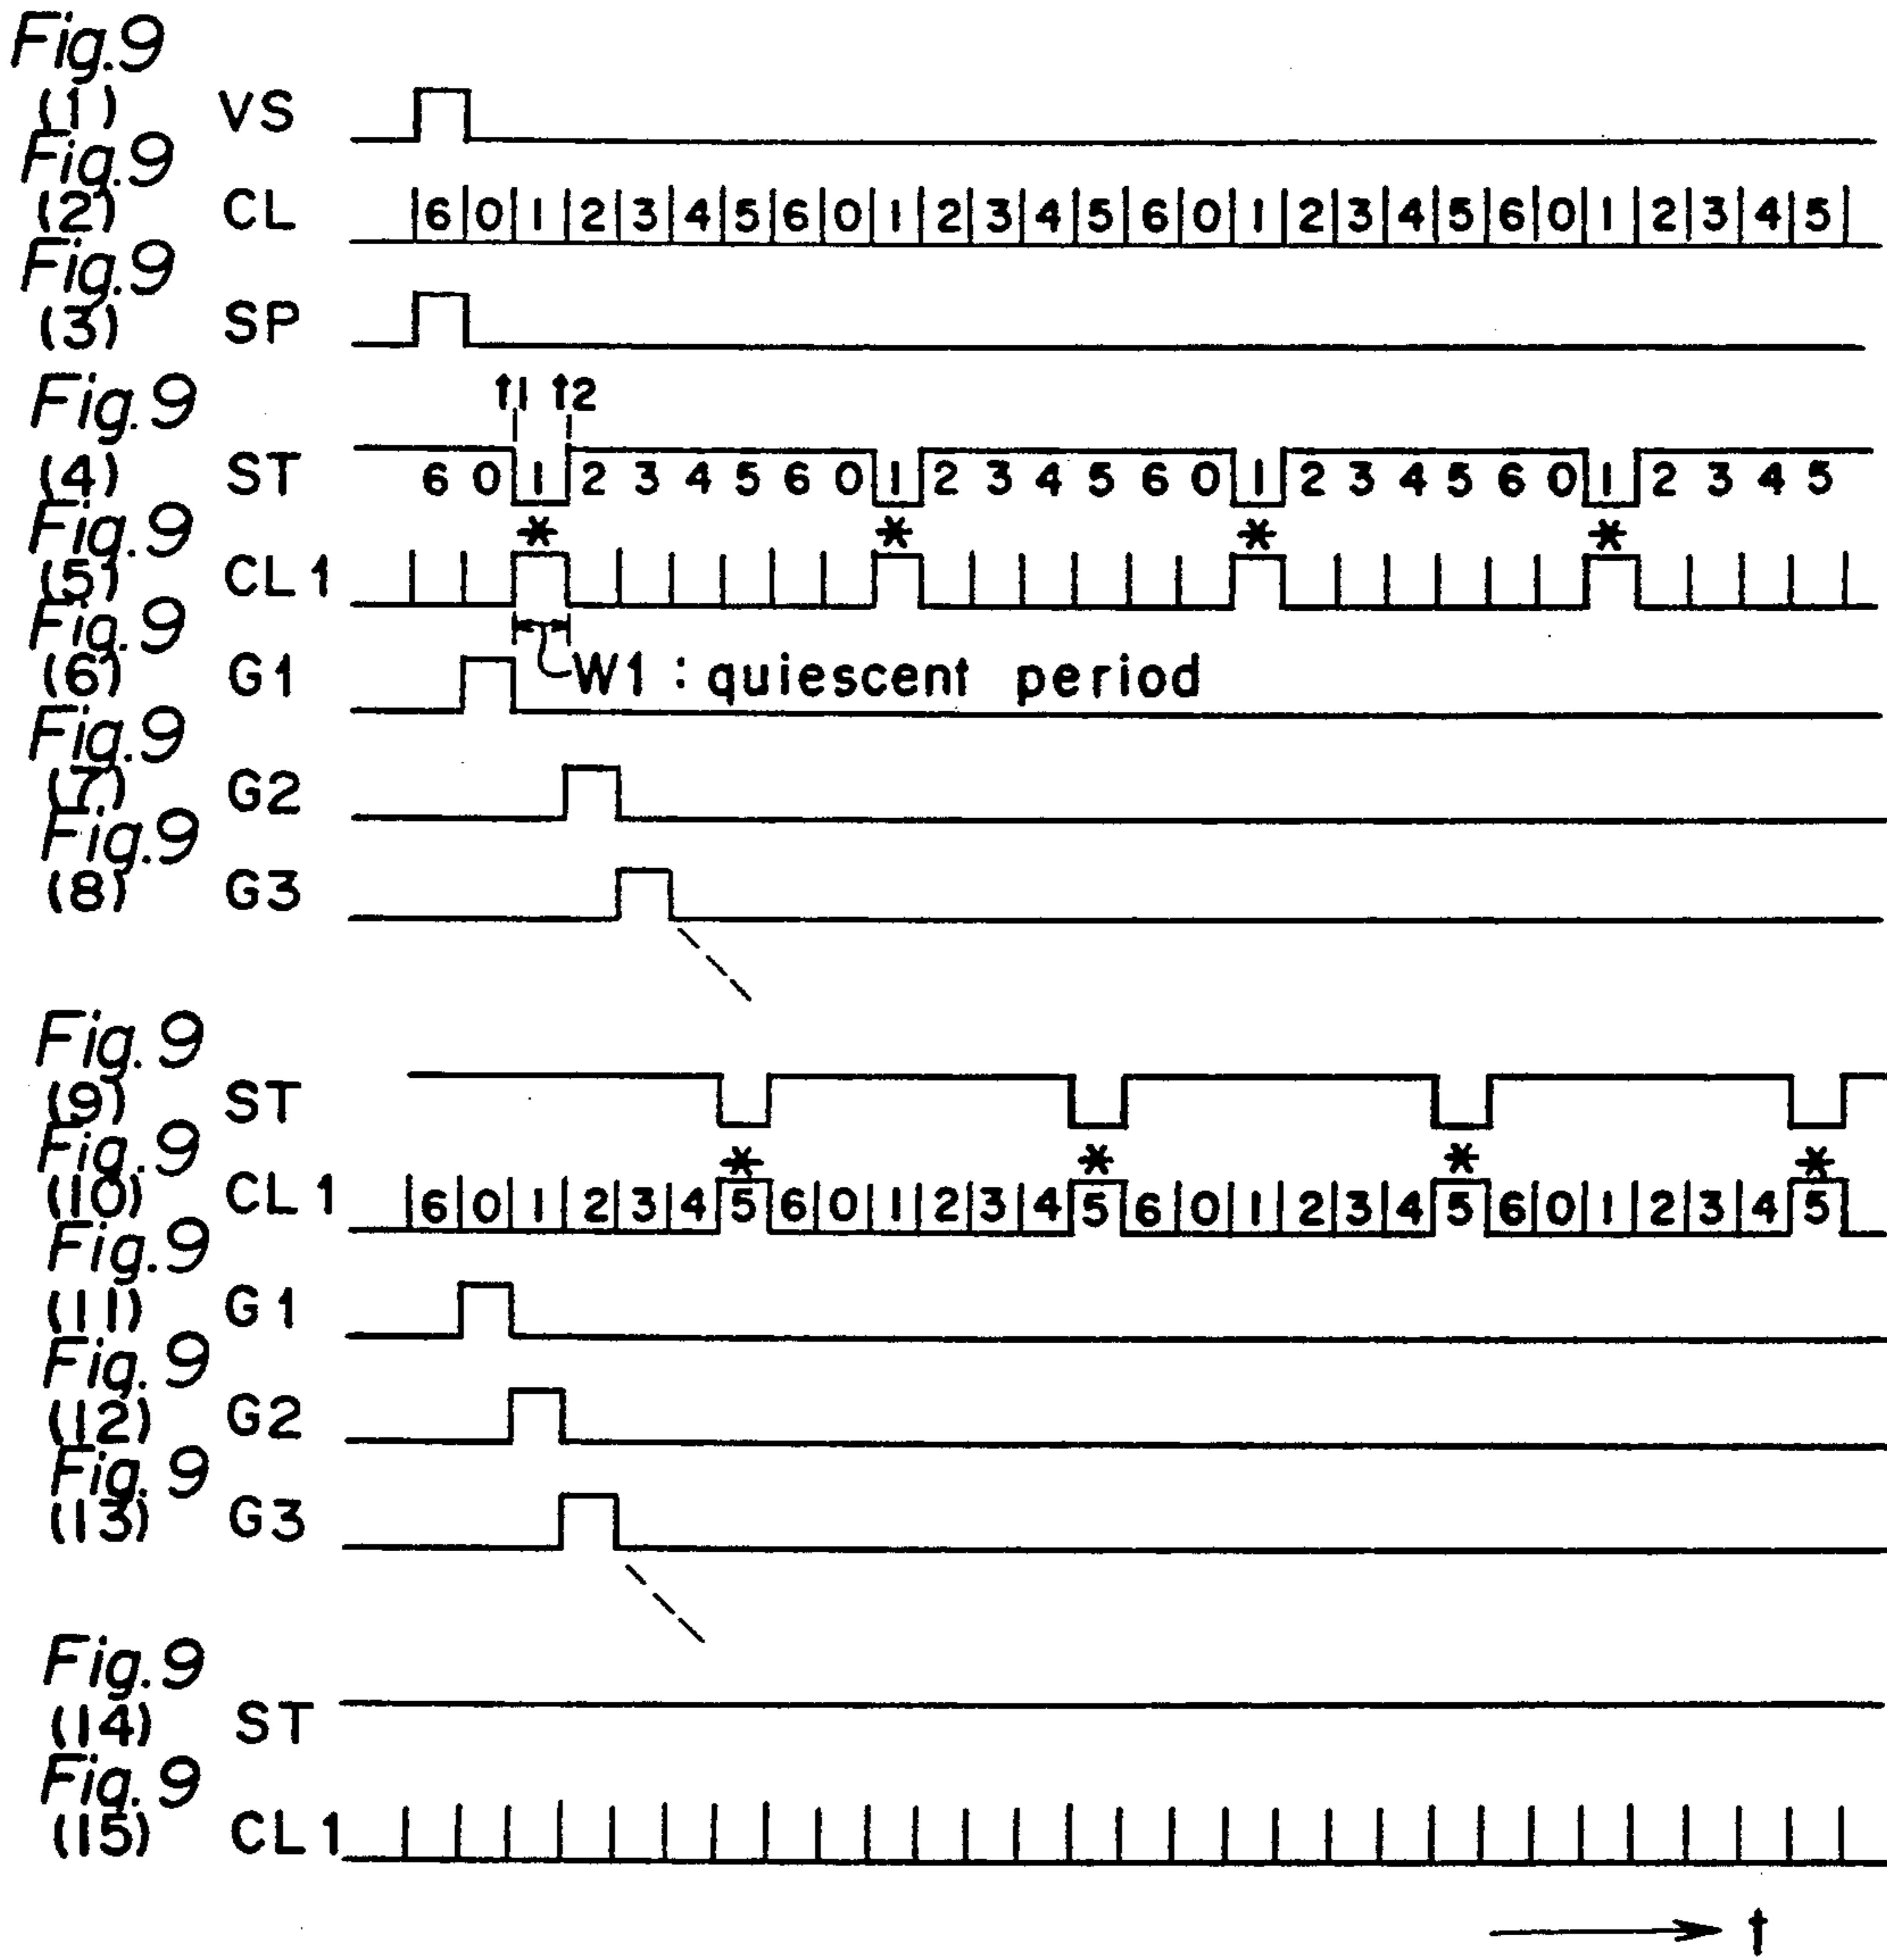 Fig.9
(1) VS
Fig.9
(2) CL 6 0 1 2 3 4 5 6 0 1 2 3 4 5 6 0 1 2 3 4 5 6 0 1 2 3 4 5
Fig.9
(3) SP
Fig.9 t1 t2
(4) ST 6 0 1 2 3 4 5 6 0 1 2 3 4 5 6 0 1 2 3 4 5 6 0 1 2 3 4 5
Fig.9 * * * *
(5) CL1
Fig.9
(6) G1 W1 : quiescent period
Fig.9
(7) G2
Fig.9
(8) G3
Fig.9
(9) ST
Fig.9 * * * *
(10) CL1 6 0 1 2 3 4 5 6 0 1 2 3 4 5 6 0 1 2 3 4 5 6 0 1 2 3 4 5
Fig.9
(11) G1
Fig.9
(12) G2
Fig.9
(13) G3
Fig.9
(14) ST
Fig.9
(15) CL1
t